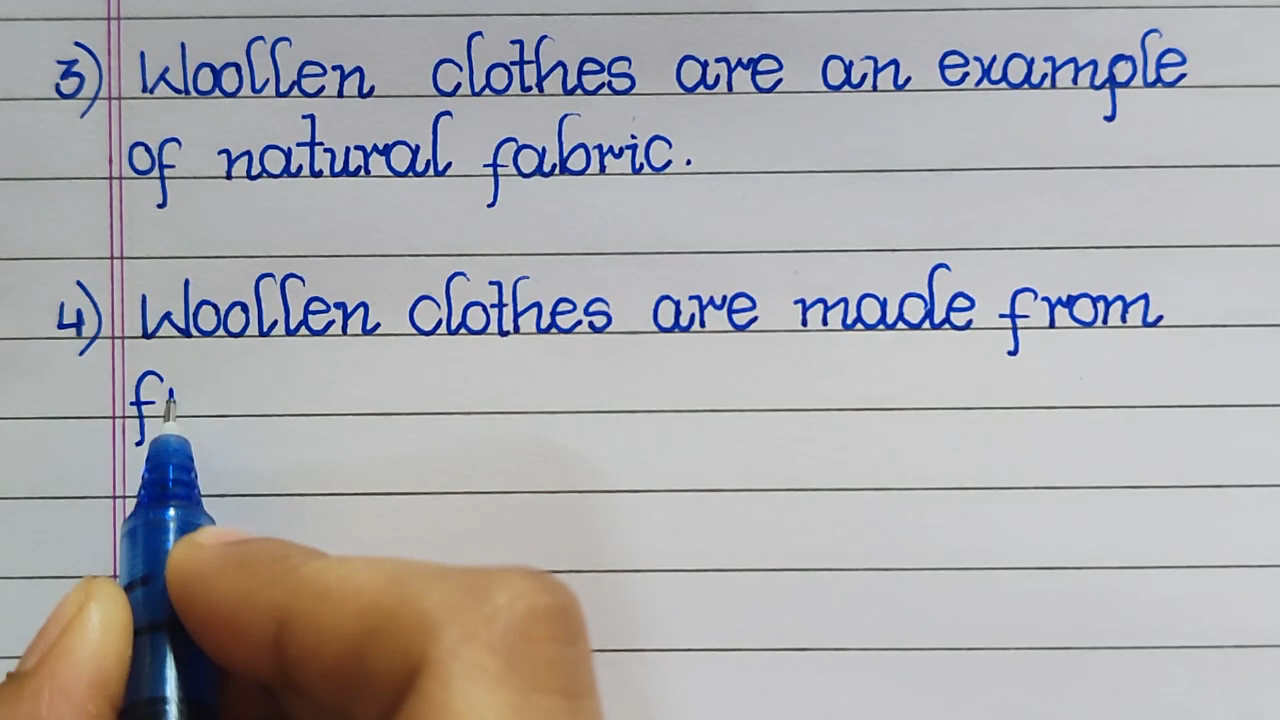 3) Woollen clothes are an example
of natural fabric.
4) Woollen clothes are made from
f